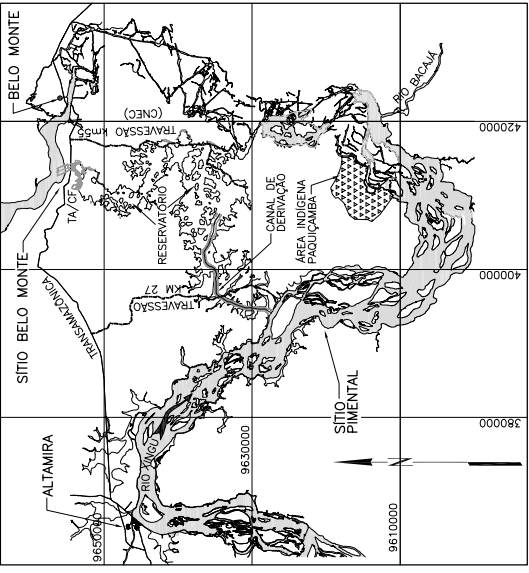 BELO MONTE
SÍTIO BELO MONTE
ALTAMIRA
TRANSAMAZÔNICA
TA/CF
TRAVESSÃO km55
(CNEC)
RESERVATÓRIO
TRAVESSÃO
KM 27
CANAL DE
DERIVAÇÃO
ÁREA INDÍGENA
PAQUIÇAMBA
RIO BACAJÁ
RIO XINGU
SÍTIO
PIMENTAL
N
9650000
9630000
9610000
380000
400000
420000